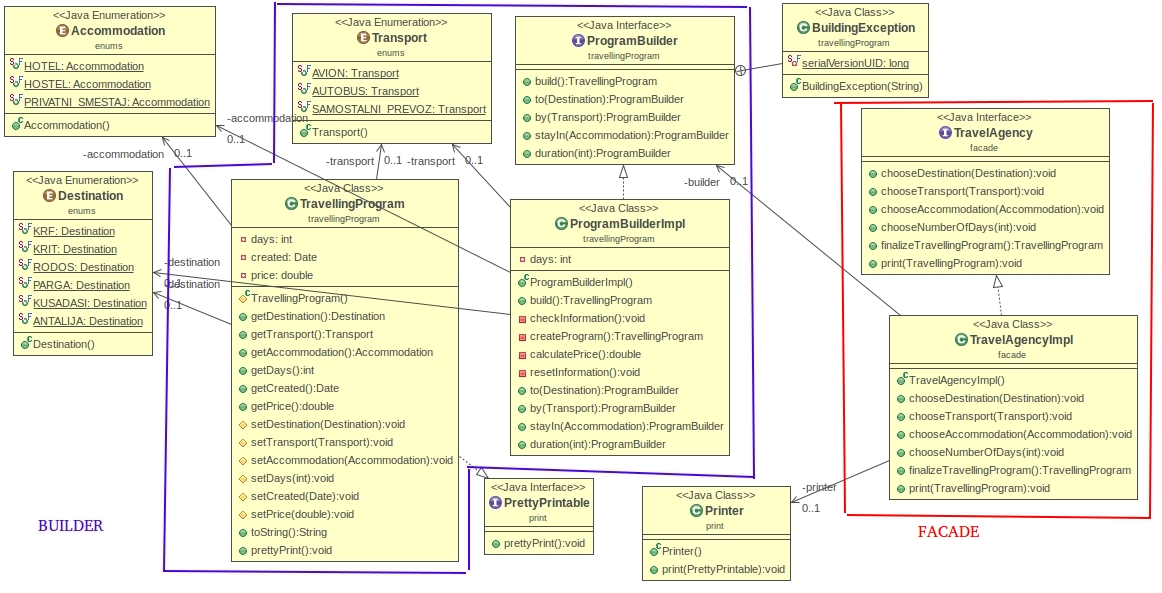 <<Java Enumeration>>
Accommodation
enums
HOTEL: Accommodation
HOSTEL: Accommodation
PRIVATNI_SMESTAJ: Accommodation
Accommodation()
<<Java Enumeration>>
Transport
enums
AVION: Transport
AUTOBUS: Transport
SAMOSTALNI_PREVOZ: Transport
Transport()
<<Java Interface>>
ProgramBuilder
travellingProgram
build():TravellingProgram
to(Destination):ProgramBuilder
by(Transport):ProgramBuilder
stayIn(Accommodation):ProgramBuilder
duration(int):ProgramBuilder
<<Java Class>>
BuildingException
travellingProgram
serialVersionUID: long
BuildingException(String)
-accommodation
0..1
-accommodation
0..1
-transport
0..1
-transport
0..1
-builder
0..1
<<Java Interface>>
TravelAgency
facade
chooseDestination(Destination):void
chooseTransport(Transport):void
chooseAccommodation(Accommodation):void
chooseNumberOfDays(int):void
finalizeTravellingProgram():TravellingProgram
print(TravellingProgram):void
<<Java Enumeration>>
Destination
enums
KRF: Destination
KRIT: Destination
RODOS: Destination
PARGA: Destination
KUSADASI: Destination
ANTALIJA: Destination
Destination()
-destination
0..1
-destination
0..1
<<Java Class>>
TravellingProgram
travellingProgram
days: int
created: Date
price: double
TravellingProgram()
getDestination():Destination
getTransport():Transport
getAccommodation():Accommodation
getDays():int
getCreated():Date
getPrice():double
setDestination(Destination):void
setTransport(Transport):void
setAccommodation(Accommodation):void
setDays(int):void
setCreated(Date):void
setPrice(double):void
toString():String
prettyPrint():void
<<Java Class>>
ProgramBuilderImpl
travellingProgram
days: int
ProgramBuilderImpl()
build():TravellingProgram
checkInformation():void
createProgram():TravellingProgram
calculatePrice():double
resetInformation():void
to(Destination):ProgramBuilder
by(Transport):ProgramBuilder
stayIn(Accommodation):ProgramBuilder
duration(int):ProgramBuilder
<<Java Class>>
TravelAgencyImpl
facade
TravelAgencyImpl()
chooseDestination(Destination):void
chooseTransport(Transport):void
chooseAccommodation(Accommodation):void
chooseNumberOfDays(int):void
finalizeTravellingProgram():TravellingProgram
print(TravellingProgram):void
<<Java Interface>>
PrettyPrintable
print
prettyPrint():void
<<Java Class>>
Printer
print
Printer()
print(PrettyPrintable):void
-printer
0..1
BUILDER
FACADE